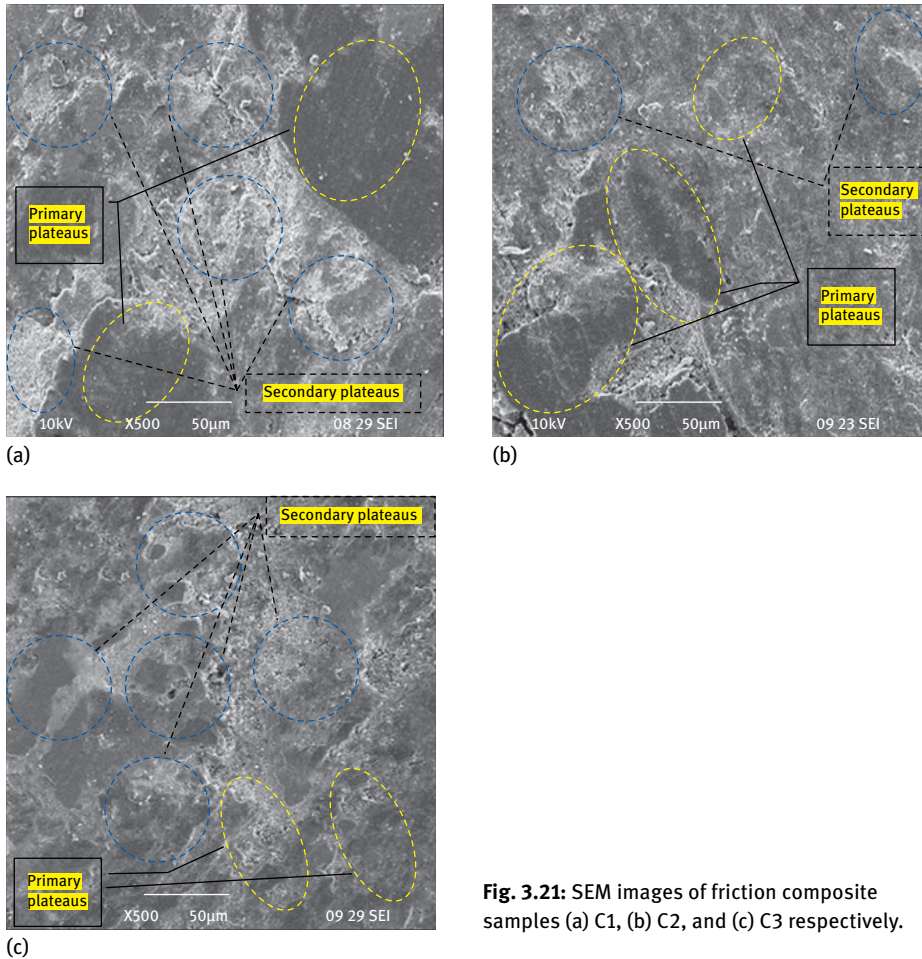 Primary
plateaus
Secondary plateaus
10kV X500 50μm 08 29 SEI
(a)
Secondary
plateaus
Primary
plateaus
10kV X500 50μm 09 23 SEI
(b)
Secondary plateaus
Primary
plateaus
X500 50μm 09 29 SEI
(c)
Fig. 3.21: SEM images of friction composite
samples (a) C1, (b) C2, and (c) C3 respectively.